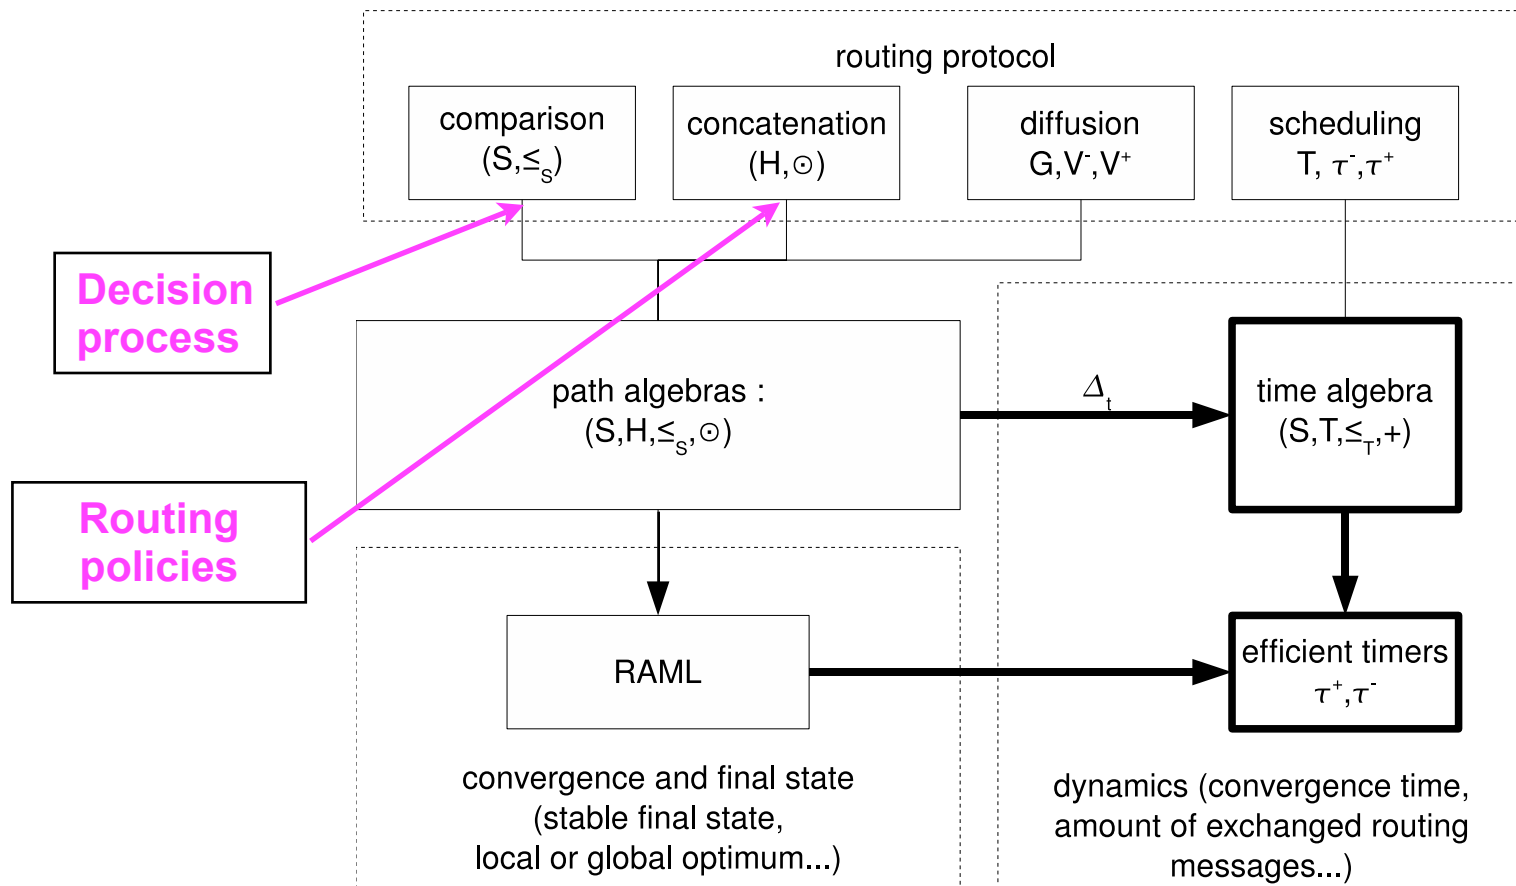 routing protocol
comparison
(S,≤S)
concatenation
(H,⊙)
diffusion
G,V-,V+
scheduling
T, τ-,τ+
Decision
process
path algebras :
(S,H,≤S,⊙)
Δt
time algebra
(S,T,≤T,+)
Routing
policies
RAML
efficient timers
τ+,τ-
convergence and final state
(stable final state,
local or global optimum...)
dynamics (convergence time,
amount of exchanged routing
messages...)